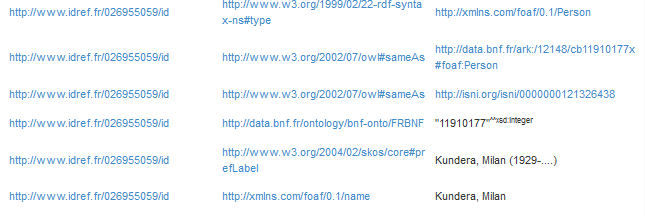 http://www.w3.org/1999/02/22-rdf-synta
http://www.idref.fr/026955059/id x-ns#type http://xmlns.com/foaf/0.1/Person
http://data.bnf.fr/ark:/12148/cb11910177x
http://www.idref.fr/026955059/id http://www.w3.org/2002/07/owl#sameAs #foaf:Person
http://www.idref.fr/026955059/id http://www.w3.org/2002/07/owl#sameAs http://isni.org/isni/0000000121326438
http://www.idref.fr/026955059/id http://data.bnf.fr/ontology/bnf-onto/FRBNF "11910177"^^xsd:integer
http://www.w3.org/2004/02/skos/core#pr
http://www.idref.fr/026955059/id efLabel Kundera, Milan (1929-....)
http://www.idref.fr/026955059/id http://xmlns.com/foaf/0.1/name Kundera, Milan